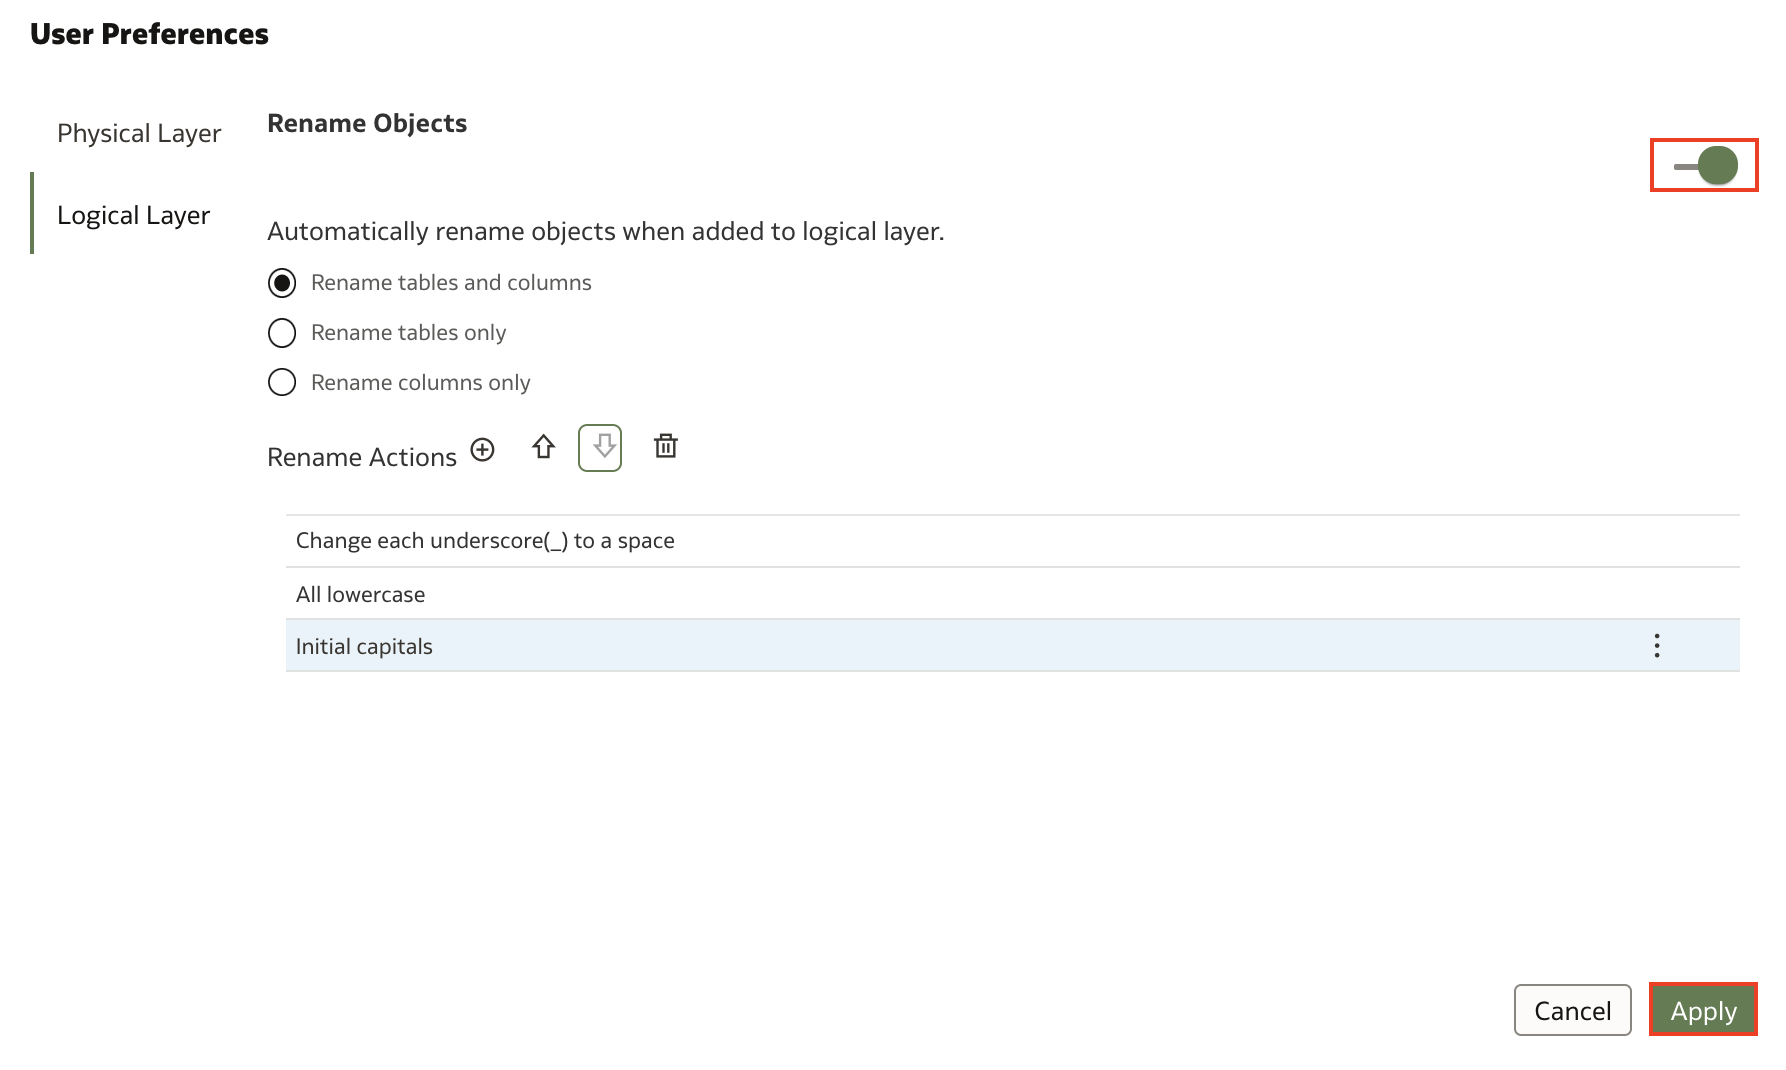 User Preferences
Physical Layer
Logical Layer
Rename Objects
Automatically rename objects when added to logical layer.
Rename tables and columns
Rename tables only
Rename columns only
Rename Actions
Change each underscore(_) to a space
All lowercase
Initial capitals
Cancel
Apply